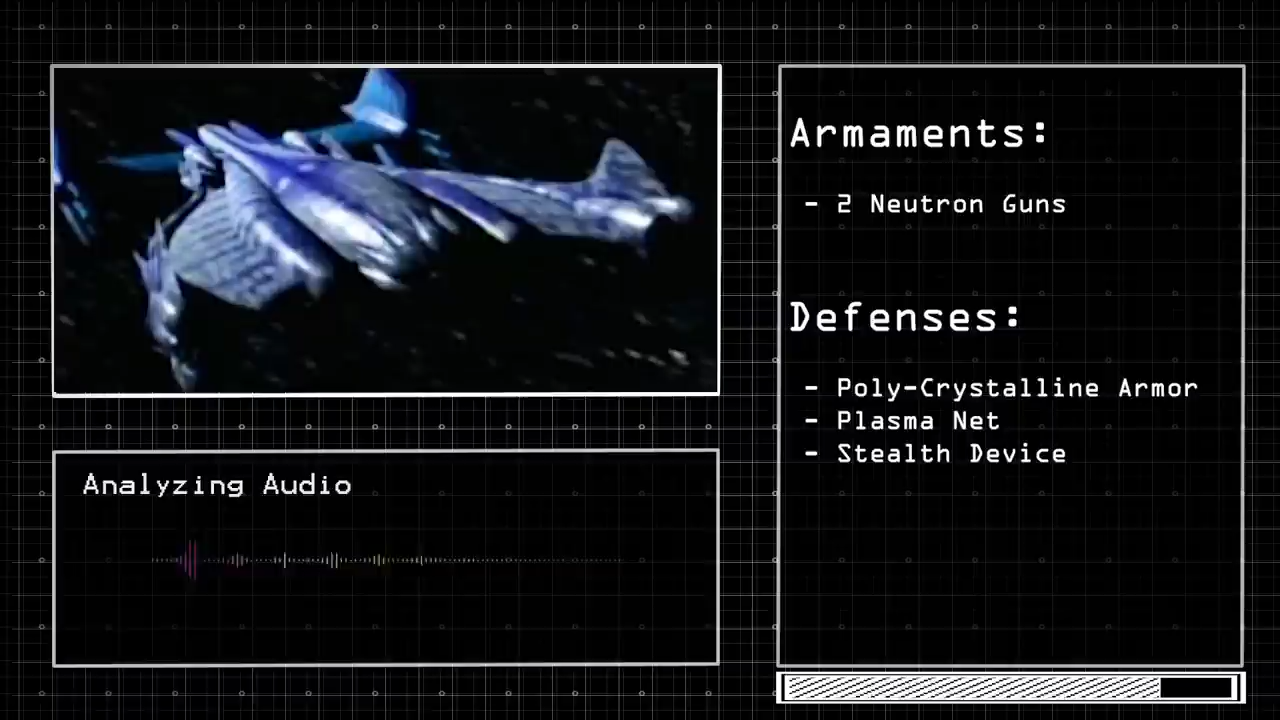 Armaments:
- 2 Neutron Guns
Defenses:
- Poly-Crystalline Armor
- Plasma Net
- Stealth Device
Analyzing Audio